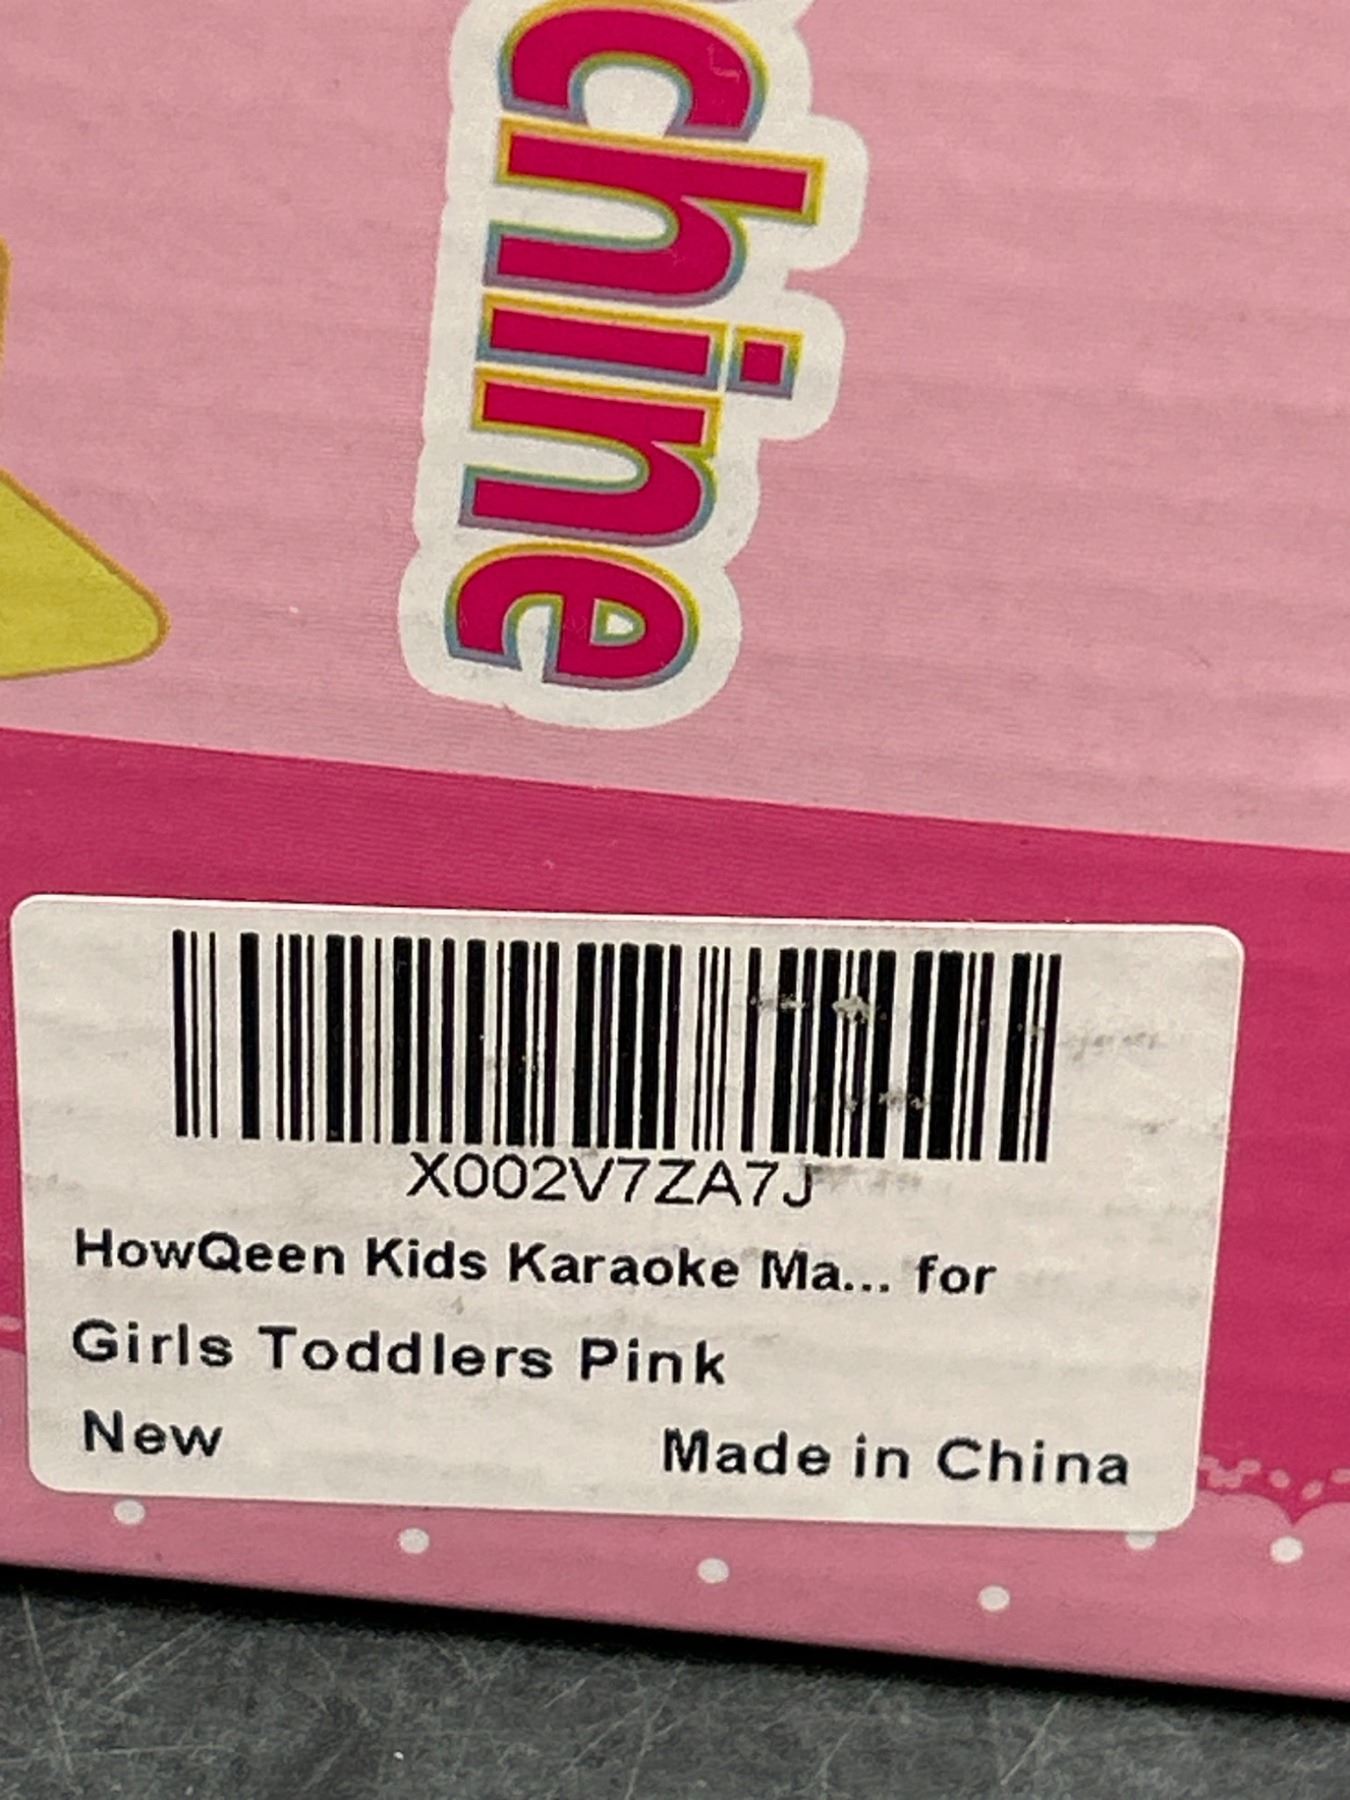 chine
X002V7ZA7J
HowQeen Kids Karaoke Ma... for
Girls Toddlers Pink
New
Made in China